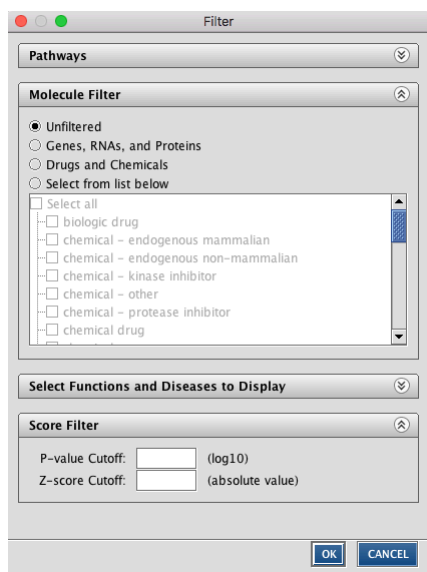 Filter
Pathways
Molecule Filter
Unfiltered
Genes, RNAs, and Proteins
Drugs and Chemicals
Select from list below
Select all
biologic drug
chemical - endogenous mammalian
chemical - endogenous non-mammalian
chemical - kinase inhibitor
chemical - other
chemical - protease inhibitor
chemical drug
Select Functions and Diseases to Display
Score Filter
P-value Cutoff: (log10)
Z-score Cutoff: (absolute value)
OK CANCEL